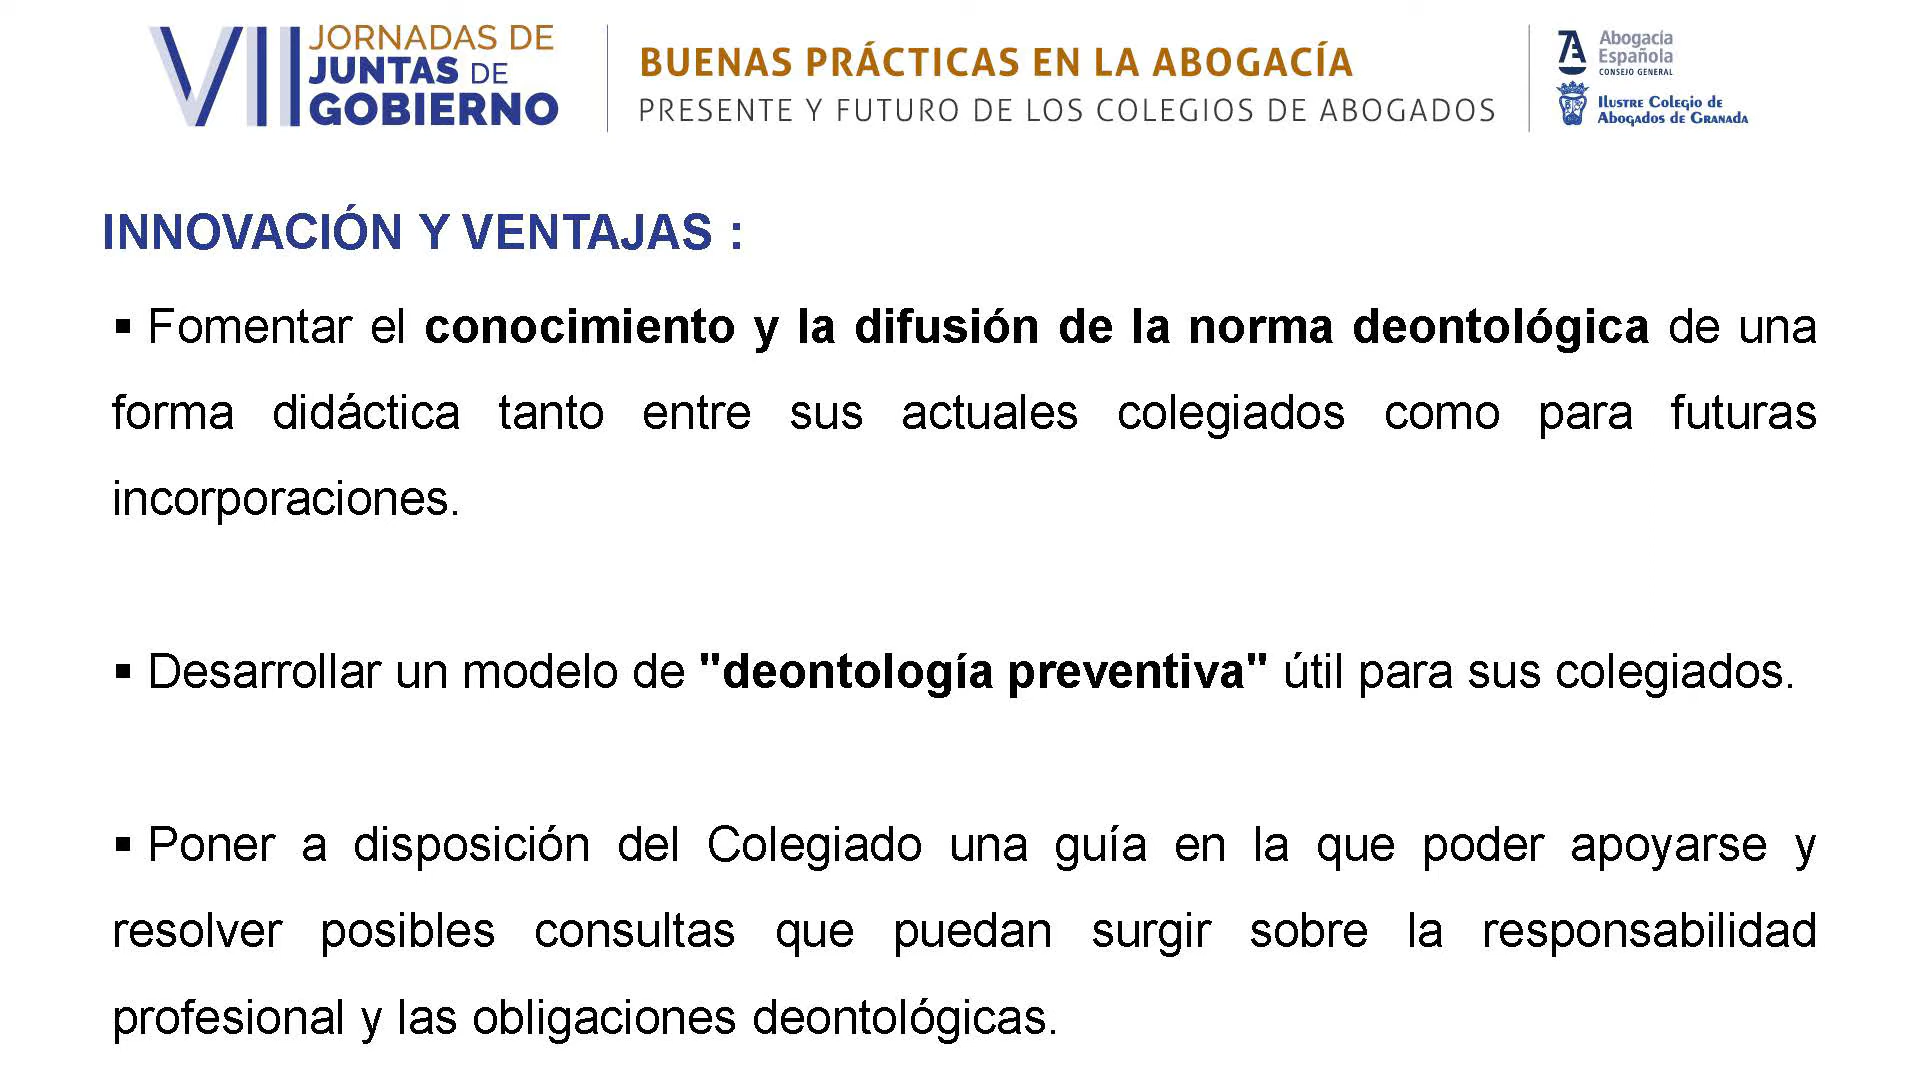 VII JORNADAS DE
JUNTAS DE
GOBIERNO
BUENAS PRÁCTICAS EN LA ABOGACÍA
PRESENTE Y FUTURO DE LOS COLEGIOS DE ABOGADOS
Abogacía
Española
CONSEJO GENERAL
ILUSTRE COLEGIO DE
ABOGADOS DE GRANADA
INNOVACIÓN Y VENTAJAS :
▪ Fomentar el conocimiento y la difusión de la norma deontológica de una
forma didáctica tanto entre sus actuales colegiados como para futuras
incorporaciones.
▪ Desarrollar un modelo de "deontología preventiva" útil para sus colegiados.
▪ Poner a disposición del Colegiado una guía en la que poder apoyarse y
resolver posibles consultas que puedan surgir sobre la responsabilidad
profesional y las obligaciones deontológicas.